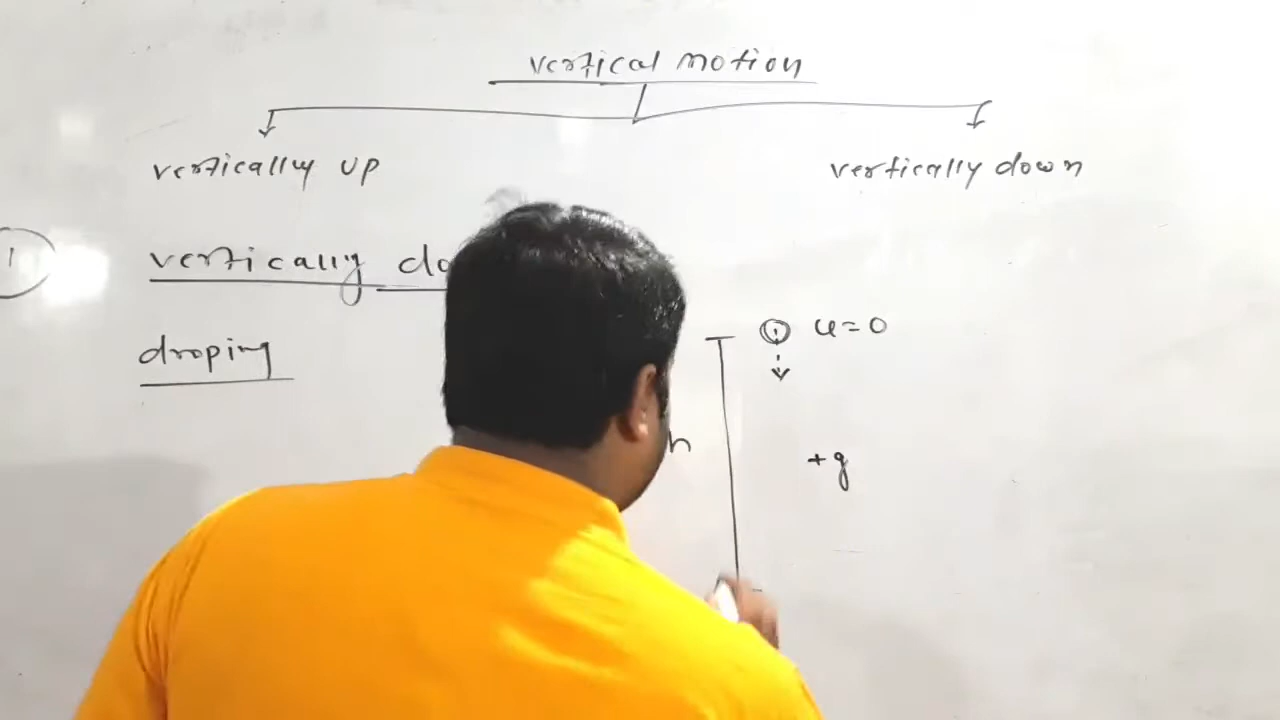 vertical motion
vertically up
vertically down
1
vertically do
droping
u=0
h
+g